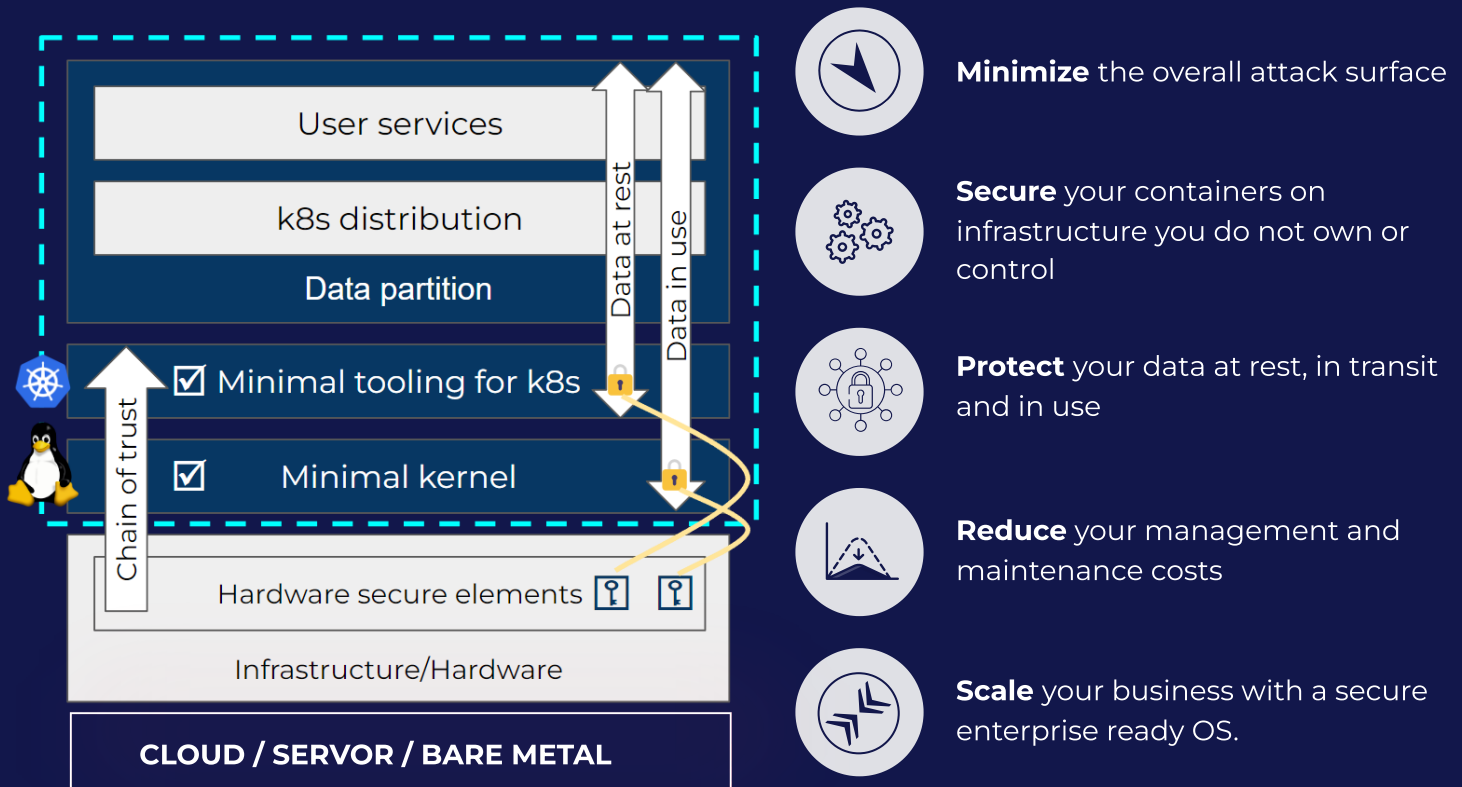 User services
k8s distribution
Data partition
Data at rest
Data in use
Minimal tooling for k8s
Minimal kernel
Chain of trust
Hardware secure elements
Infrastructure/Hardware
CLOUD / SERVOR / BARE METAL
Minimize the overall attack surface
Secure your containers on
infrastructure you do not own or
control
Protect your data at rest, in transit
and in use
Reduce your management and
maintenance costs
Scale your business with a secure
enterprise ready OS.